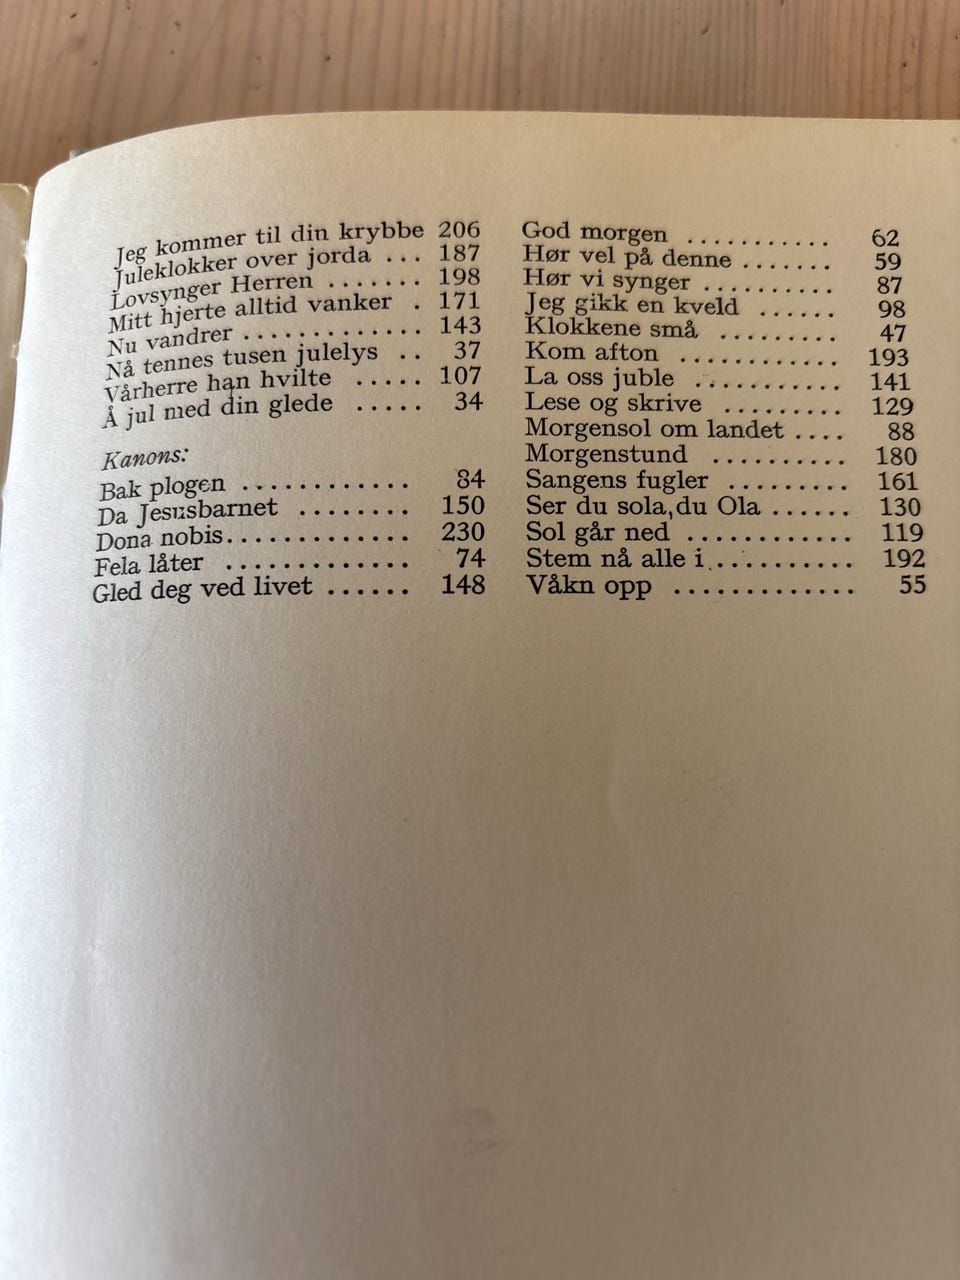 Jeg kommer til din krybbe 206
Juleklokker over jorda ... 187
Lovsynger Herren ....... 198
Mitt hjerte alltid vanker . 171
Nu vandrer ............ 143
Nå tennes tusen julelys .. 37
Vårherre han hvilte ..... 107
Å jul med din glede ..... 34
Kanons:
Bak plogen ............ 84
Da Jesusbarnet ........ 150
Dona nobis............. 230
Fela låter ............. 74
Gled deg ved livet ...... 148
God morgen ........... 62
Hør vel på denne ....... 59
Hør vi synger .......... 87
Jeg gikk en kveld ...... 98
Klokkene små ......... 47
Kom afton ............ 193
La oss juble ........... 141
Lese og skrive ......... 129
Morgensol om landet .... 88
Morgenstund .......... 180
Sangens fugler ......... 161
Ser du sola, du Ola ...... 130
Sol går ned ............ 119
Stem nå alle i .......... 192
Våkn opp ............. 55